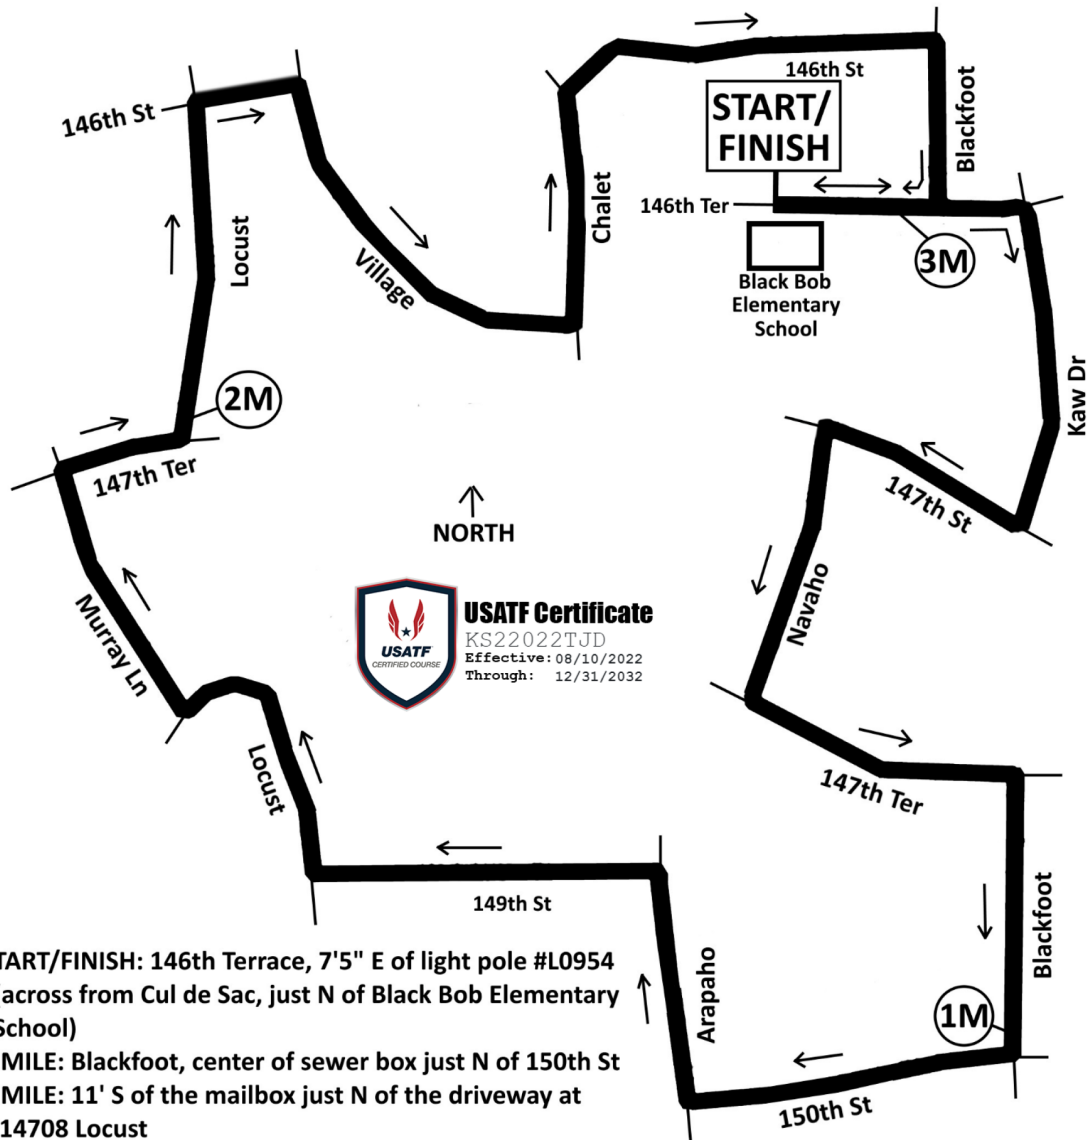 146th St
146th St
START/
FINISH
Blackfoot
146th Ter
3M
Black Bob
Elementary
School
Chalet
Locust
Village
Kaw Dr
2M
147th Ter
147th St
NORTH
Navaho
Murray Ln
USATF
CERTIFIED COURSE
USATF Certificate
KS22022TJD
Effective: 08/10/2022
Through: 12/31/2032
Locust
147th Ter
149th St
Blackfoot
Arapaho
1M
150th St
TART/FINISH: 146th Terrace, 7'5" E of light pole #L0954
across from Cul de Sac, just N of Black Bob Elementary
School)
MILE: Blackfoot, center of sewer box just N of 150th St
MILE: 11' S of the mailbox just N of the driveway at
14708 Locust